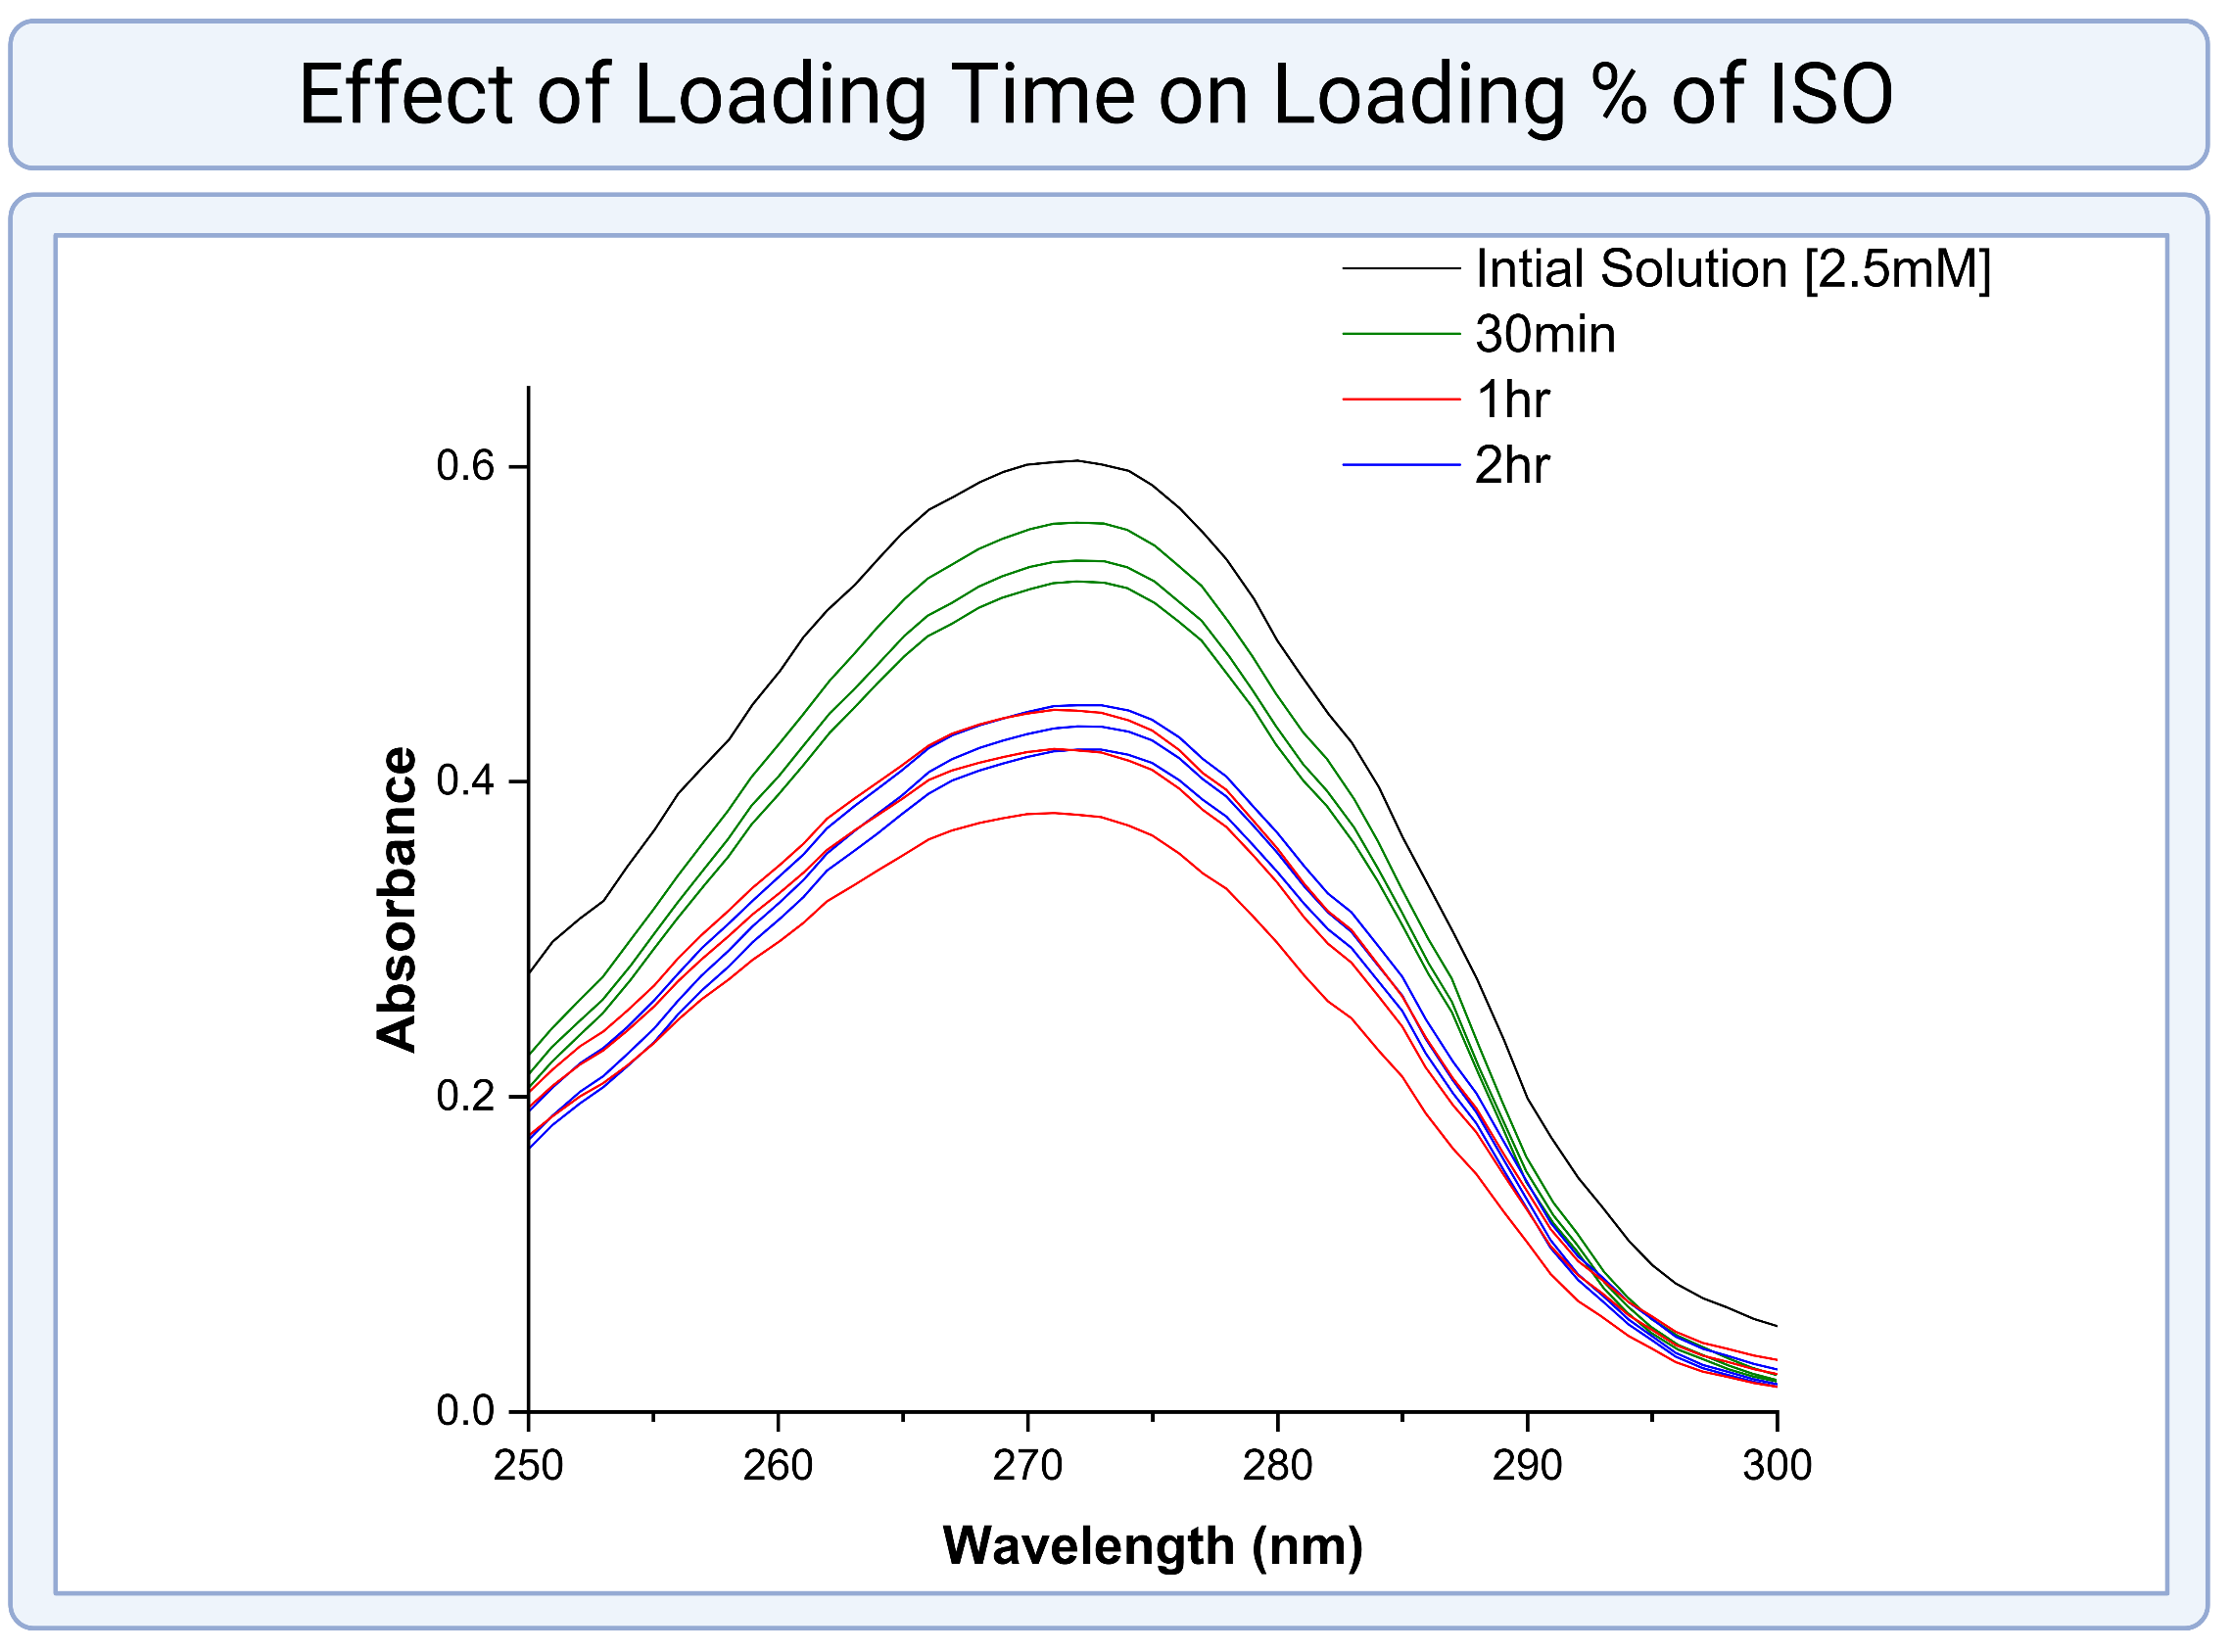 Effect of Loading Time on Loading % of ISO
Intial Solution [2.5mM]
30min
1hr
2hr
0.6
0.4
0.2
0.0
Absorbance
250 260 270 280 290 300
Wavelength (nm)